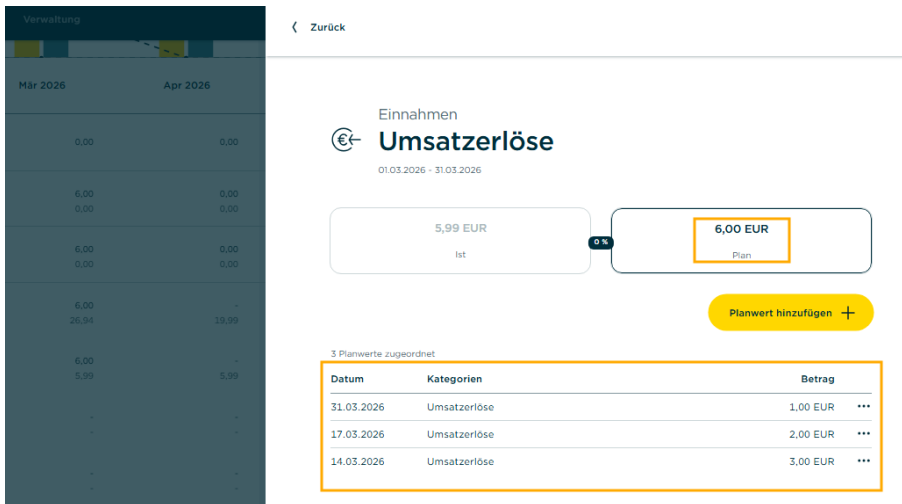 Verwaltung
Mär 2026 Apr 2026
0,00 0,00
6,00 0,00
0,00 0,00
6,00 0,00
0,00 0,00
6,00 -
26,94 19,99
6,00 -
5,99 5,99
- -
- -
- -
- -
Zurück
Einnahmen
Umsatzerlöse
01.03.2026 - 31.03.2026
5,99 EUR
Ist
0 %
6,00 EUR
Plan
Planwert hinzufügen +
3 Planwerte zugeordnet
Datum Kategorien Betrag
31.03.2026 Umsatzerlöse 1,00 EUR •••
17.03.2026 Umsatzerlöse 2,00 EUR •••
14.03.2026 Umsatzerlöse 3,00 EUR •••